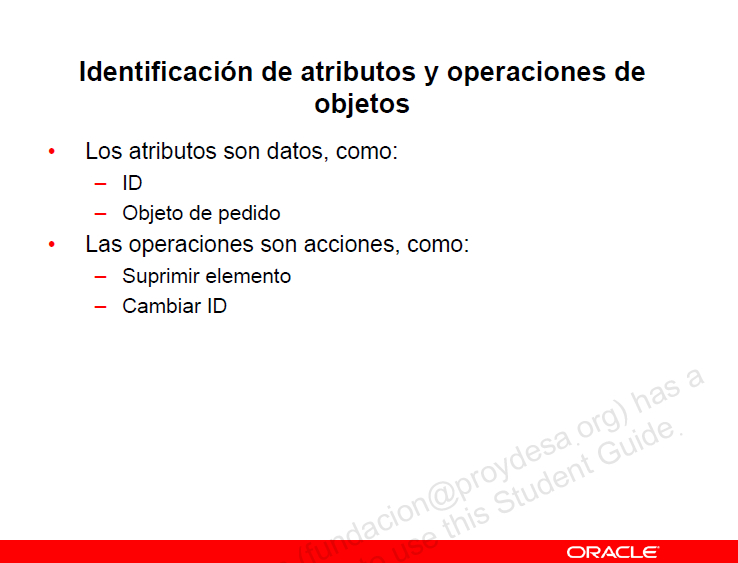 Identificación de atributos y operaciones de
objetos
• Los atributos son datos, como:
– ID
– Objeto de pedido
• Las operaciones son acciones, como:
– Suprimir elemento
– Cambiar ID
(fundacion@proydesa.org) has a
to use this Student Guide.
ORACLE